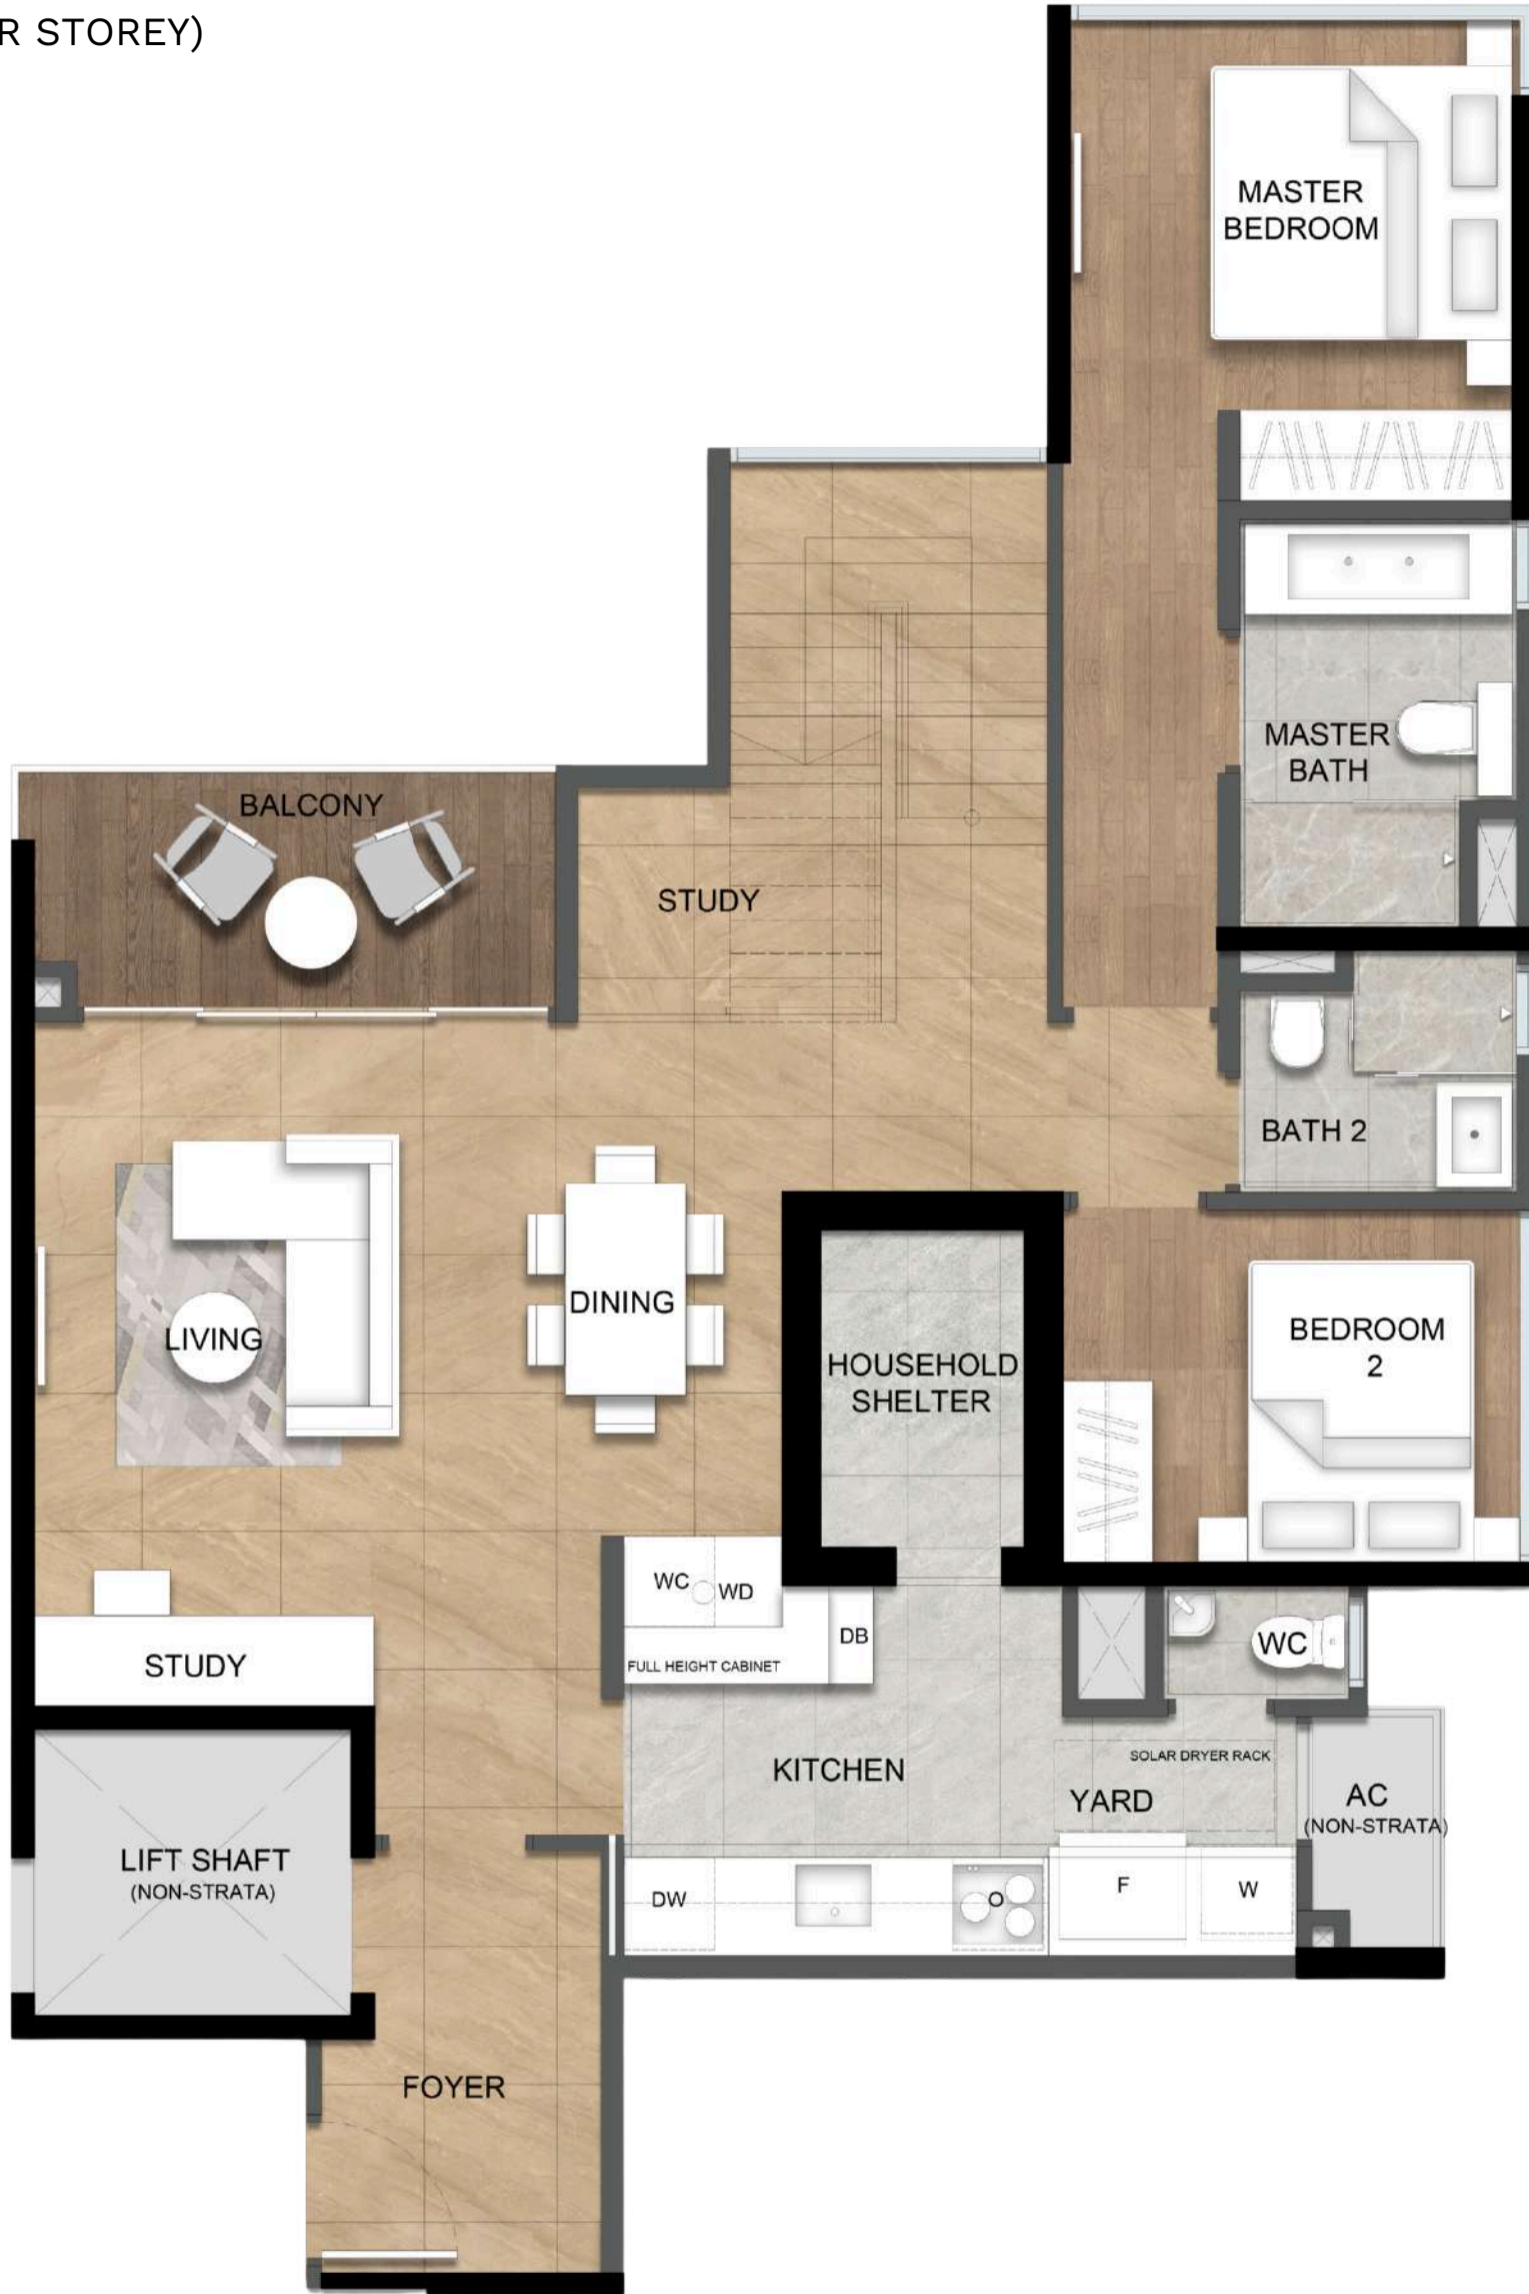 R STOREY)
MASTER
BEDROOM
MASTER
BATH
BALCONY
STUDY
BATH 2
LIVING
DINING
HOUSEHOLD
SHELTER
BEDROOM
2
WC
WD
DB
FULL HEIGHT CABINET
WC
STUDY
KITCHEN
SOLAR DRYER RACK
YARD
AC
(NON-STRATA)
LIFT SHAFT
(NON-STRATA)
DW
O
F
W
FOYER